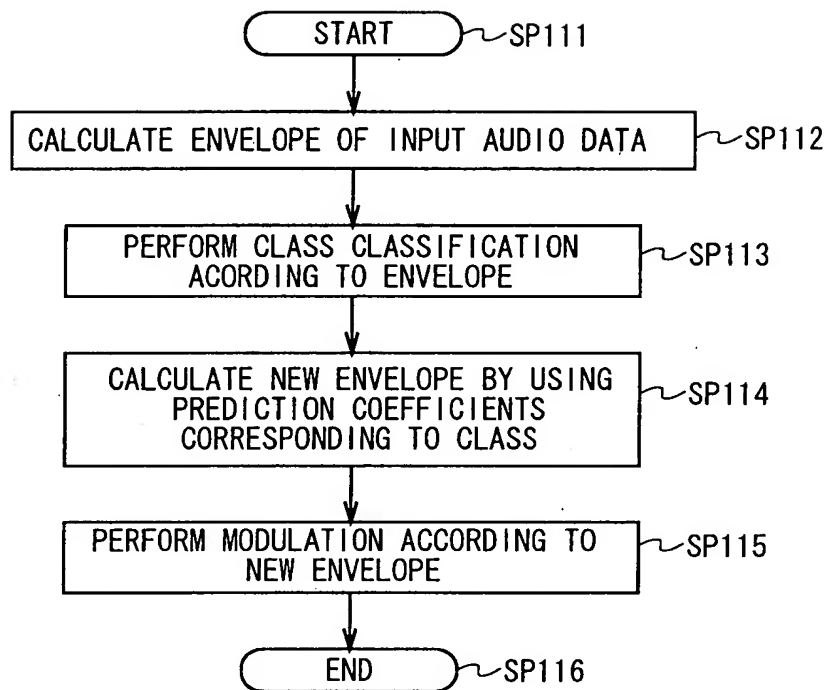 START
SP111
CALCULATE ENVELOPE OF INPUT AUDIO DATA
SP112
PERFORM CLASS CLASSIFICATION
ACORDING TO ENVELOPE
SP113
CALCULATE NEW ENVELOPE BY USING
PREDICTION COEFFICIENTS
CORRESPONDING TO CLASS
SP114
PERFORM MODULATION ACCORDING TO
NEW ENVELOPE
SP115
END
SP116